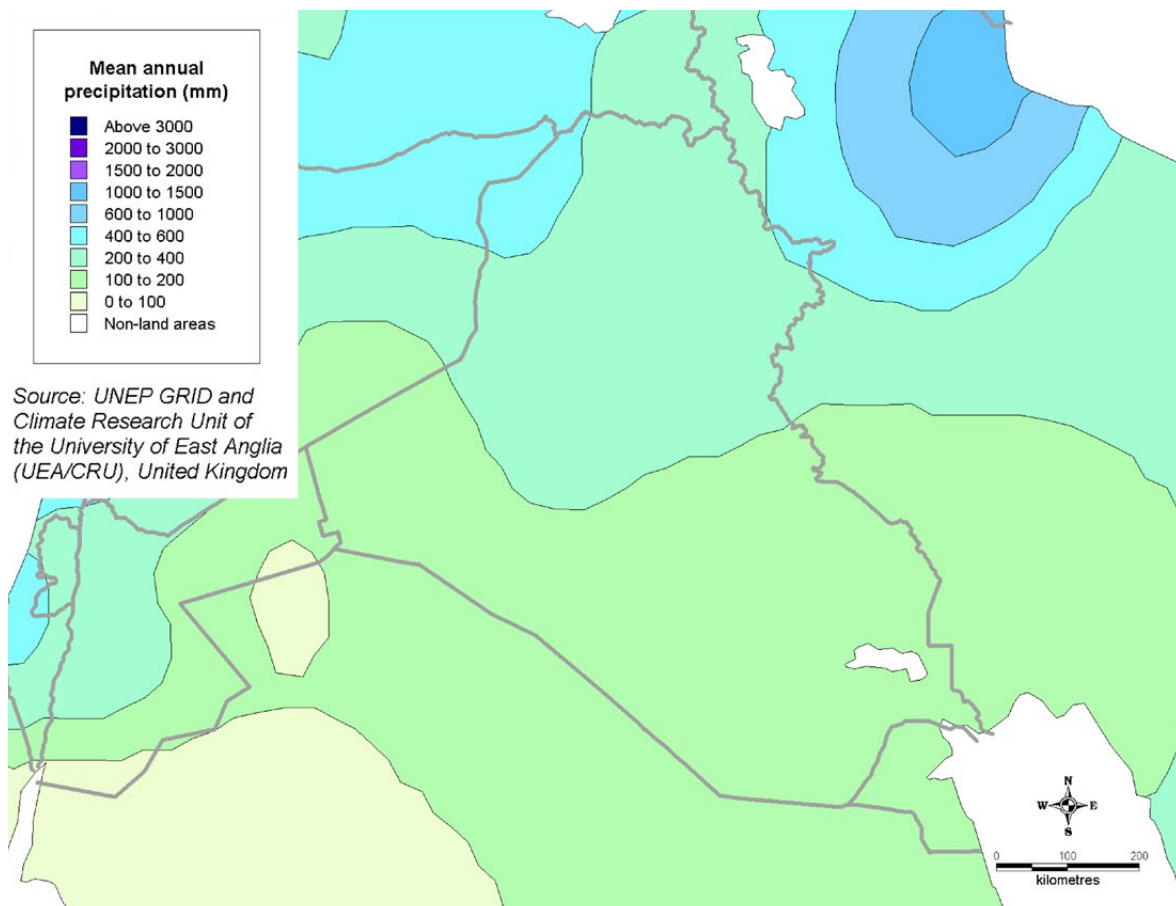 Mean annual
precipitation (mm)
Above 3000
2000 to 3000
1500 to 2000
1000 to 1500
600 to 1000
400 to 600
200 to 400
100 to 200
0 to 100
Non-land areas
Source: UNEP GRID and
Climate Research Unit of
the University of East Anglia
(UEA/CRU), United Kingdom
N
W E
S
0 100 200
kilometres